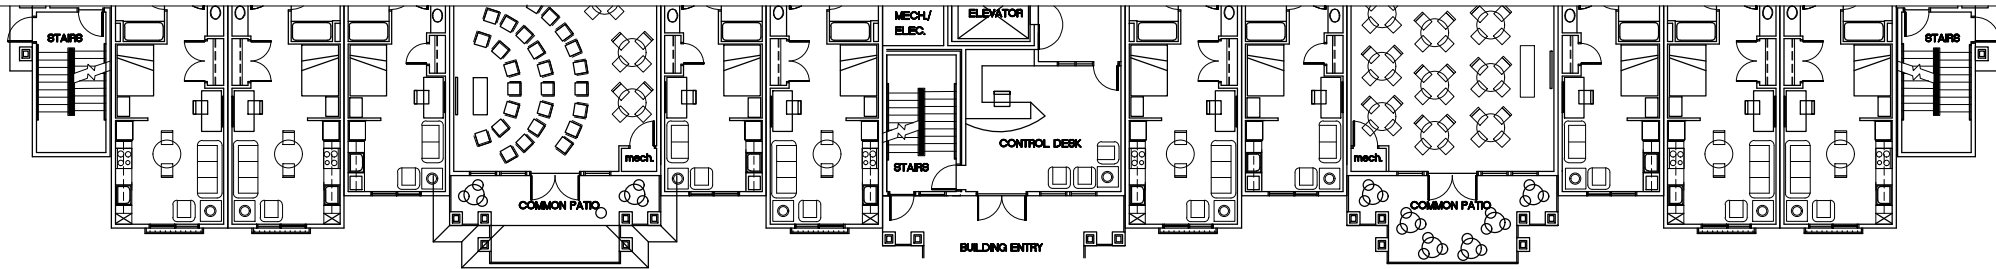 STAIRS
MECH./
ELEC.
ELEVATOR
STAIRS
mech.
CONTROL DESK
mech.
STAIRS
COMMON PATIO
COMMON PATIO
BUILDING ENTRY